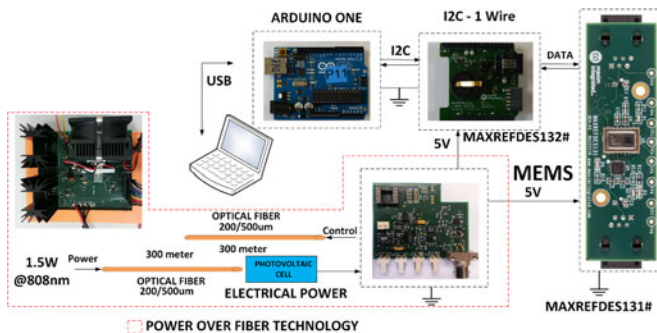 ARDUINO ONE
I2C - 1 Wire
USB
P11
I2C
DATA
MAXREFDES132#
5V
MEMS
5V
OPTICAL FIBER
200/500um
Control
300 meter
1.5W
@808nm
Power
300 meter
OPTICAL FIBER
200/500um
PHOTOVOLTAIC
CELL
ELECTRICAL POWER
MAXREFDES131#
POWER OVER FIBER TECHNOLOGY